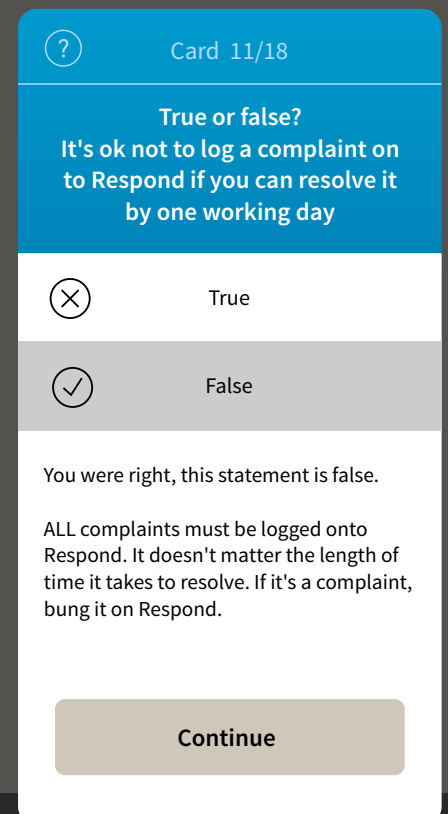 ?
Card 11/18
True or false?
It's ok not to log a complaint on
to Respond if you can resolve it
by one working day
True
False
You were right, this statement is false.
ALL complaints must be logged onto
Respond. It doesn't matter the length of
time it takes to resolve. If it's a complaint,
bung it on Respond.
Continue